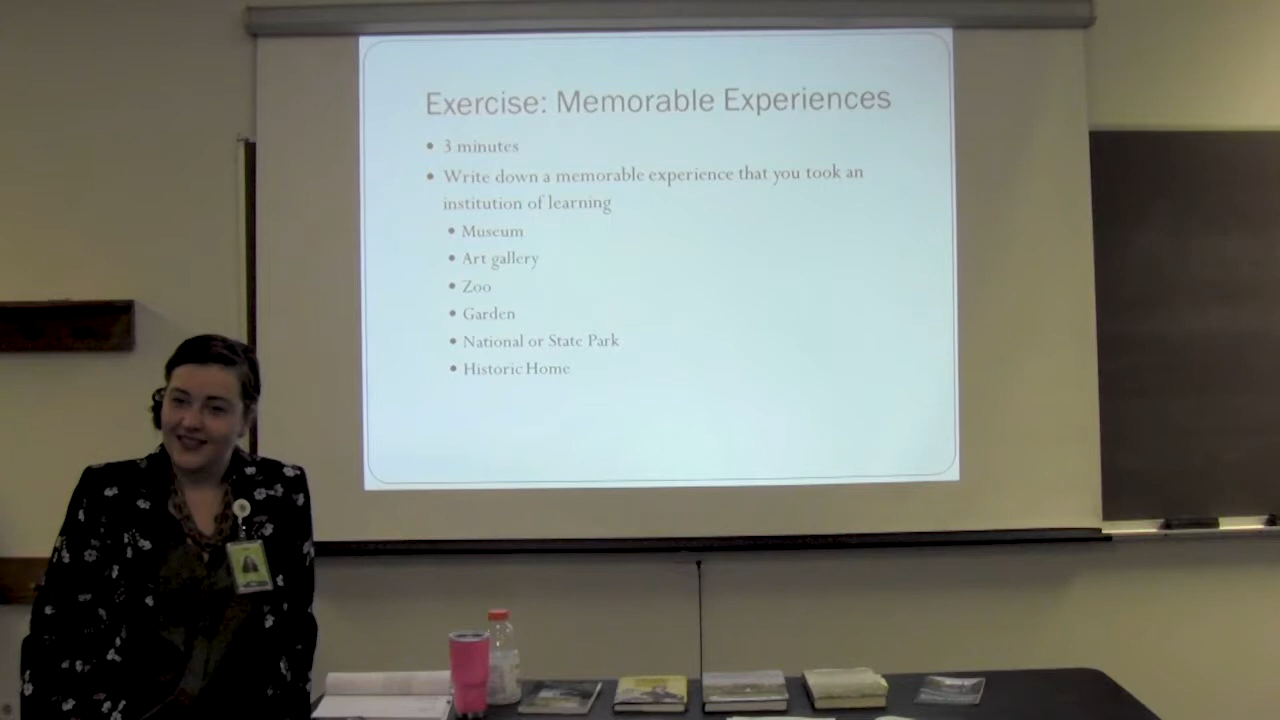 Exercise: Memorable Experiences
• 3 minutes
• Write down a memorable experience that you took an
institution of learning
• Museum
• Art gallery
• Zoo
• Garden
• National or State Park
• Historic Home